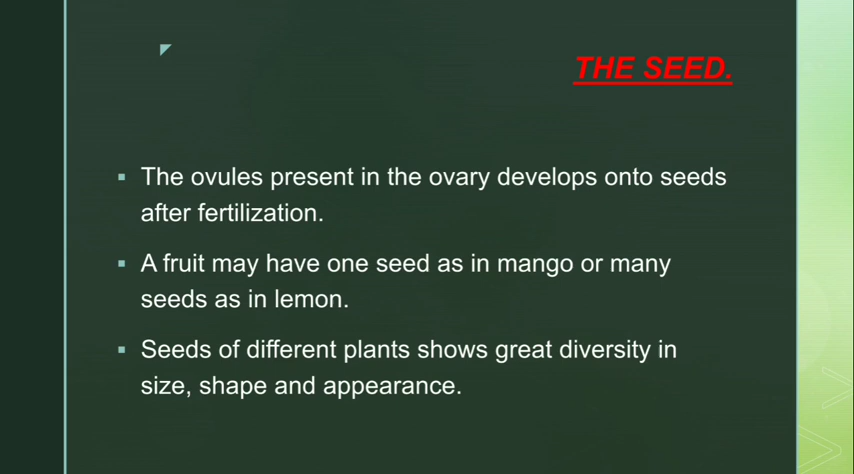 THE SEED.
The ovules present in the ovary develops onto seeds
after fertilization.
A fruit may have one seed as in mango or many
seeds as in lemon.
Seeds of different plants shows great diversity in
size, shape and appearance.